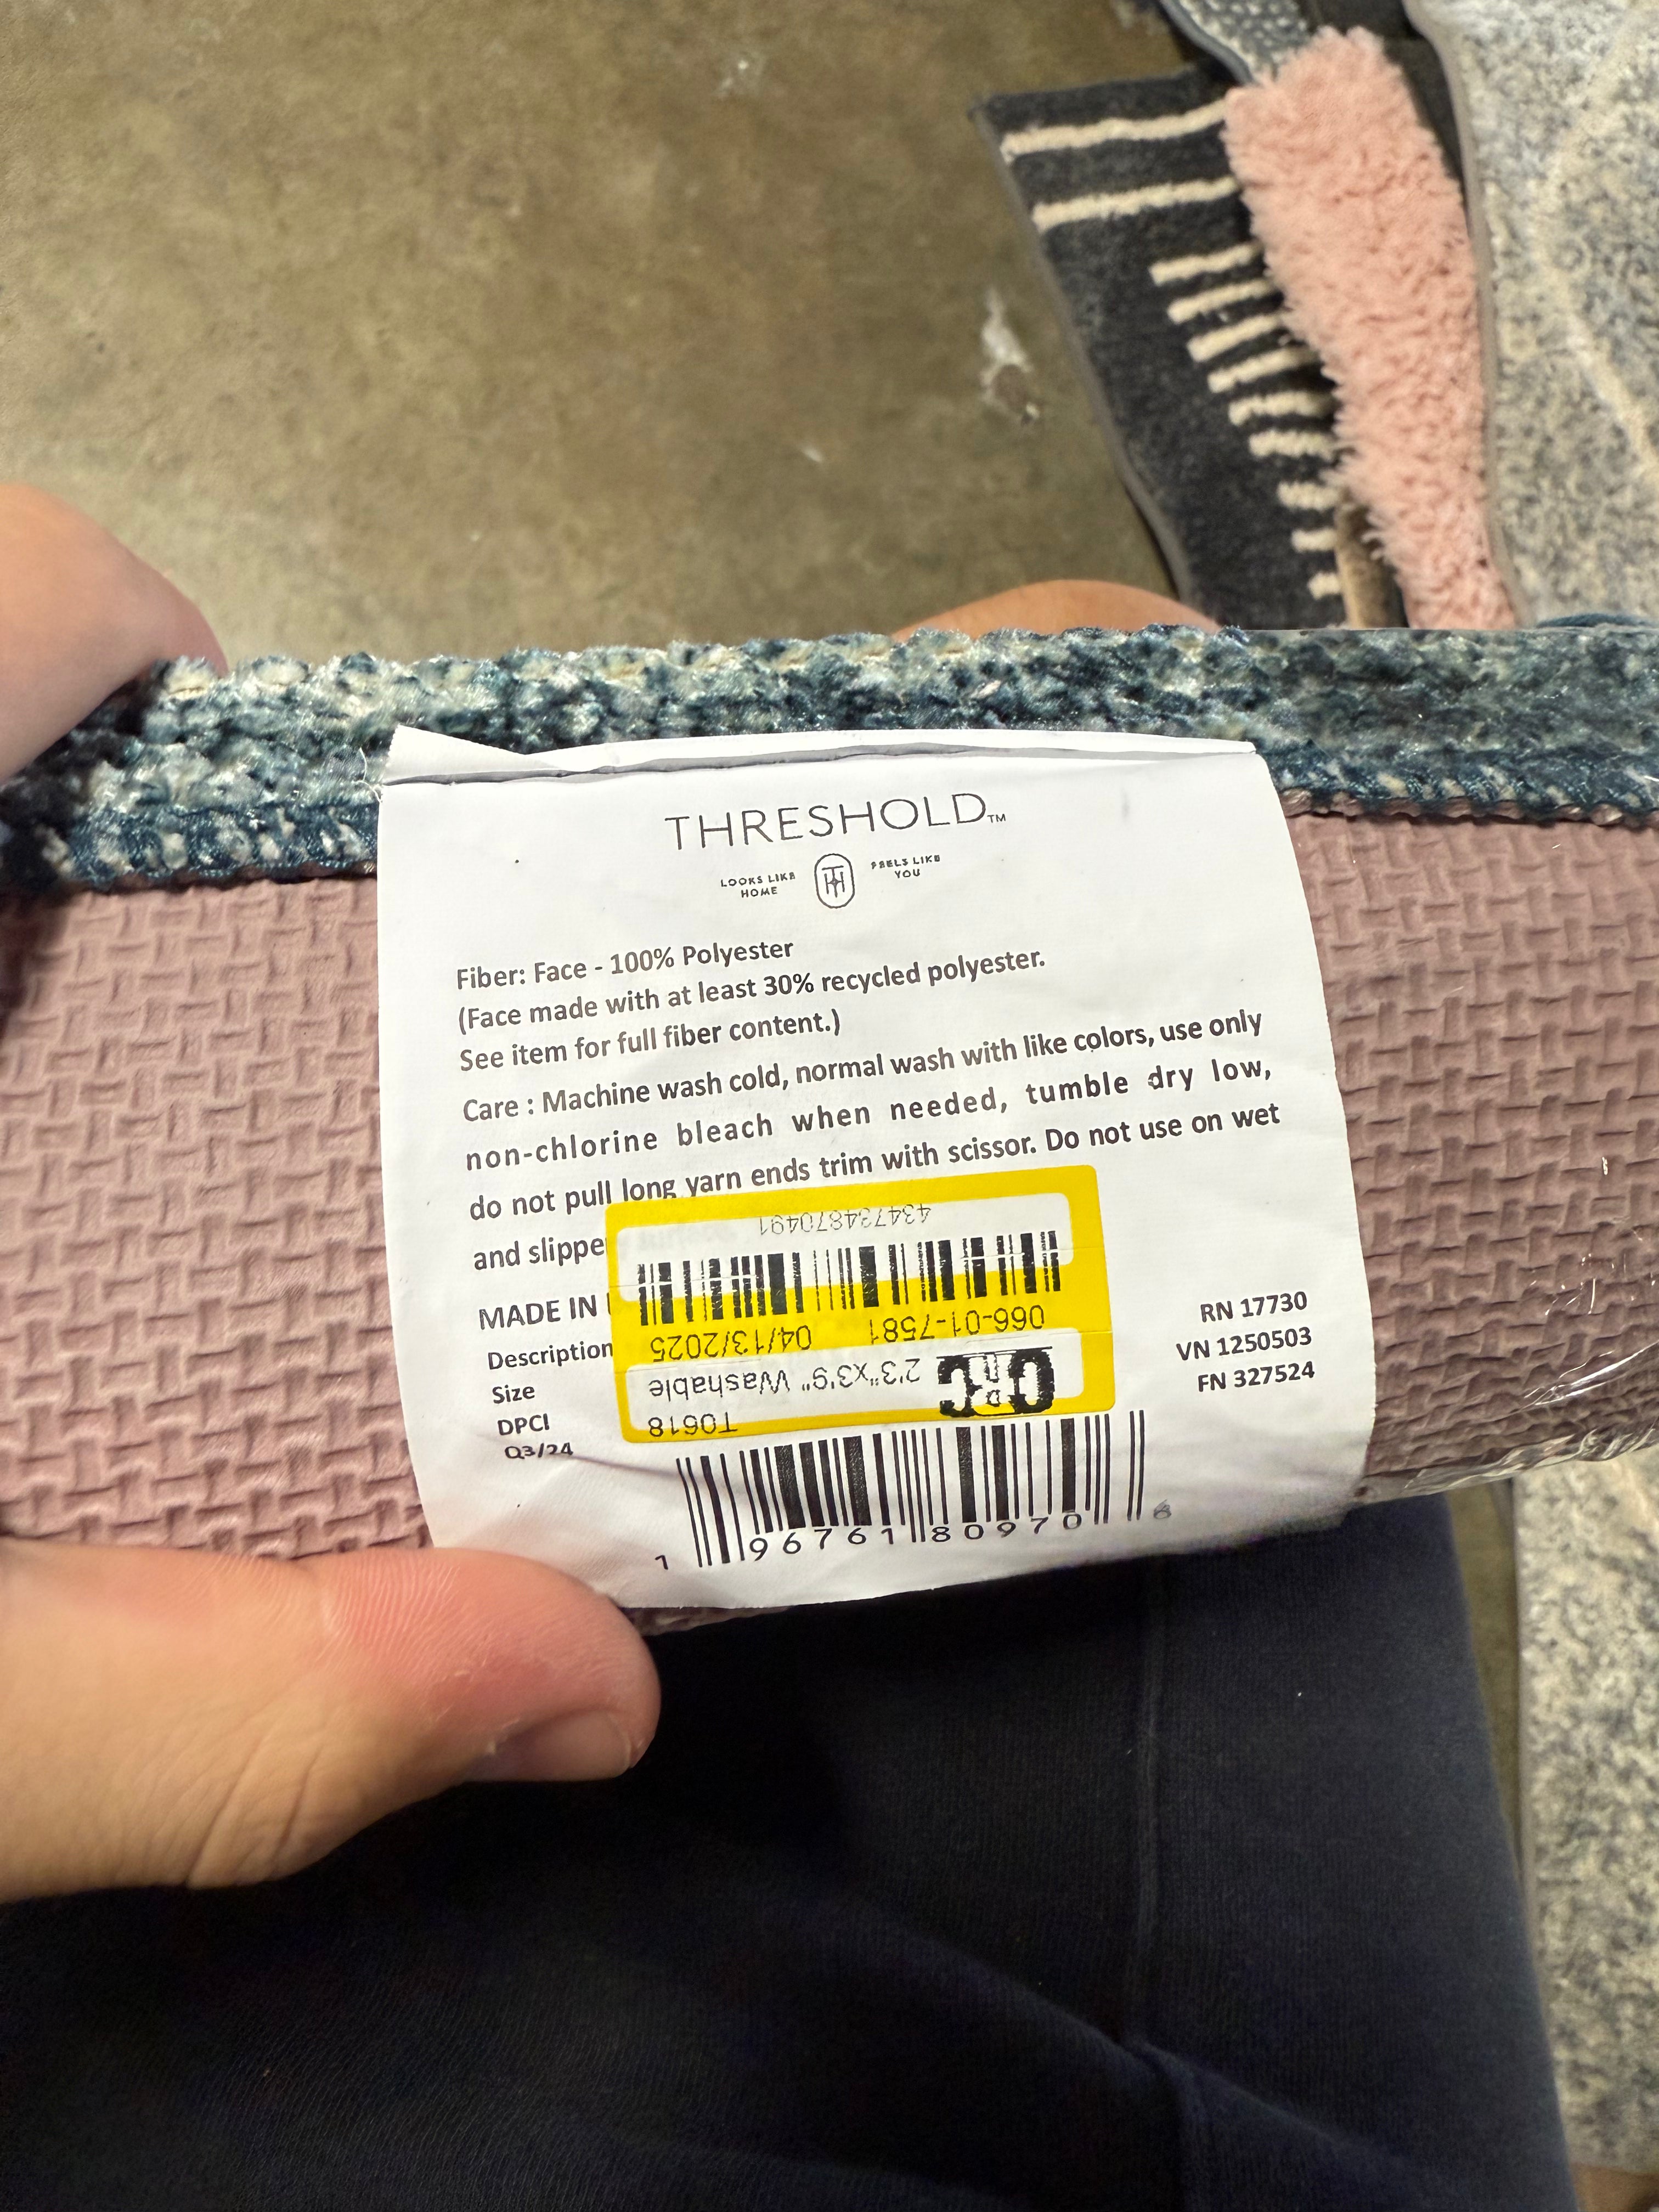 THRESHOLD™
LOOKS LIKE HOME
FEELS LIKE YOU
Fiber: Face - 100% Polyester
(Face made with at least 30% recycled polyester.
See item for full fiber content.)
Care : Machine wash cold, normal wash with like colors, use only
non-chlorine bleach when needed, tumble dry low,
do not pull long yarn ends trim with scissor. Do not use on wet
and slippe
MADE IN
Description
Size
DPCI
Q3/24
RN 17730
VN 1250503
FN 327524
T0618
CRC
2'3"x3'9" Washable
066-01-7581 04/13/2025
434734870491
1 96761 80970 6